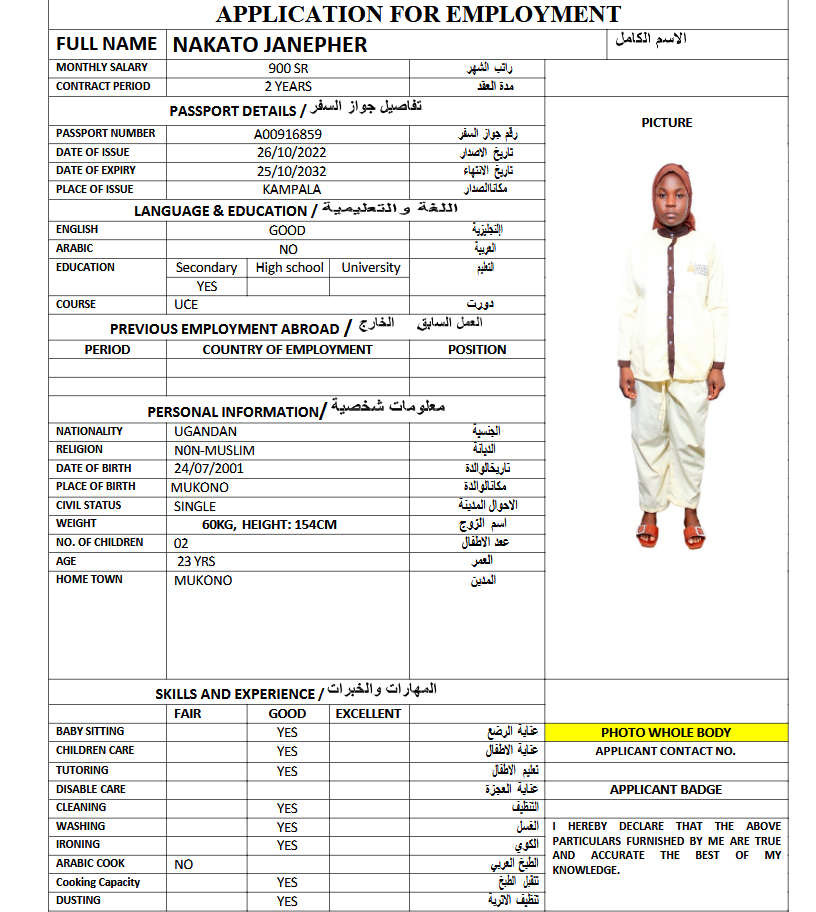 APPLICATION FOR EMPLOYMENT
FULL NAME NAKATO JANEPHER الاسم الكامل
MONTHLY SALARY 900 SR راتب الشهر
CONTRACT PERIOD 2 YEARS مدة العقد
PASSPORT DETAILS / تفاصيل جواز السفر
PICTURE
PASSPORT NUMBER A00916859 رقم جواز السفر
DATE OF ISSUE 26/10/2022 تاريخ الاصدار
DATE OF EXPIRY 25/10/2032 تاريخ الانتهاء
PLACE OF ISSUE KAMPALA مكاناالصدار
LANGUAGE & EDUCATION / اللغة والتعليمية
ENGLISH GOOD اإلنجليزية
ARABIC NO العربية
EDUCATION Secondary High school University التعليم
YES
COURSE UCE دورت
PREVIOUS EMPLOYMENT ABROAD / العمل السابق الخارج
PERIOD COUNTRY OF EMPLOYMENT POSITION
PERSONAL INFORMATION/ معلومات شخصية
NATIONALITY UGANDAN الجنسية
RELIGION N0N-MUSLIM الديانة
DATE OF BIRTH 24/07/2001 تاريخالوالدة
PLACE OF BIRTH MUKONO مكانالوالدة
CIVIL STATUS SINGLE الاحوال المدينة
WEIGHT 60KG, HEIGHT: 154CM اسم الزوج
NO. OF CHILDREN 02 عدد الاطفال
AGE 23 YRS العمر
HOME TOWN MUKONO المدين
SKILLS AND EXPERIENCE / المهارات والخبرات
FAIR GOOD EXCELLENT
BABY SITTING YES عناية الرضع
PHOTO WHOLE BODY
CHILDREN CARE YES عناية الاطفال
APPLICANT CONTACT NO.
TUTORING YES تعليم الاطفال
DISABLE CARE عناية العجزة
APPLICANT BADGE
CLEANING YES التنظيف
WASHING YES الغسل
IRONING YES الكوي
ARABIC COOK NO الطبخ العربي
Cooking Capacity YES تتقبل الطبخ
DUSTING YES تنظيف الاتربة
I HEREBY DECLARE THAT THE ABOVE
PARTICULARS FURNISHED BY ME ARE TRUE
AND ACCURATE THE BEST OF MY
KNOWLEDGE.